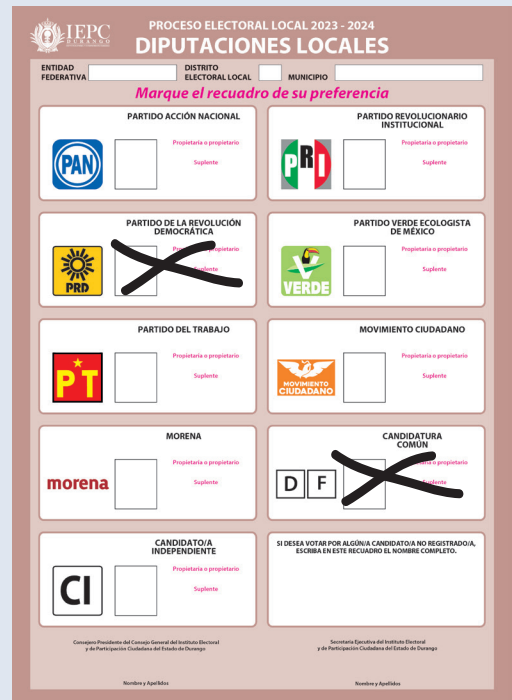 IEPC
DURANGO
PROCESO ELECTORAL LOCAL 2023 - 2024
DIPUTACIONES LOCALES
ENTIDAD
FEDERATIVA
DISTRITO
ELECTORAL LOCAL
MUNICIPIO
Marque el recuadro de su preferencia
PARTIDO ACCIÓN NACIONAL
PAN
Propietaria o propietario
Suplente
PARTIDO REVOLUCIONARIO
INSTITUCIONAL
PRI
Propietaria o propietario
Suplente
PARTIDO DE LA REVOLUCIÓN
DEMOCRÁTICA
PRD
propietario
Suplente
PARTIDO VERDE ECOLOGISTA
DE MÉXICO
VERDE
Propietaria o propietario
Suplente
PARTIDO DEL TRABAJO
PT
Propietaria o propietario
Suplente
MOVIMIENTO CIUDADANO
MOVIMIENTO
CIUDADANO
Propietaria o propietario
Suplente
MORENA
morena
Propietaria o propietario
Suplente
CANDIDATURA
COMÚN
D F
o propietario
Suplente
CANDIDATO/A
INDEPENDIENTE
CI
Propietaria o propietario
Suplente
SI DESEA VOTAR POR ALGÚN/A CANDIDATO/A NO REGISTRADO/A,
ESCRIBA EN ESTE RECUADRO EL NOMBRE COMPLETO.
Consejero Presidente del Consejo General del Instituto Electoral
y de Participación Ciudadana del Estado de Durango
Nombre y Apellidos
Secretaria Ejecutiva del Instituto Electoral
y de Participación Ciudadana del Estado de Durango
Nombre y Apellidos